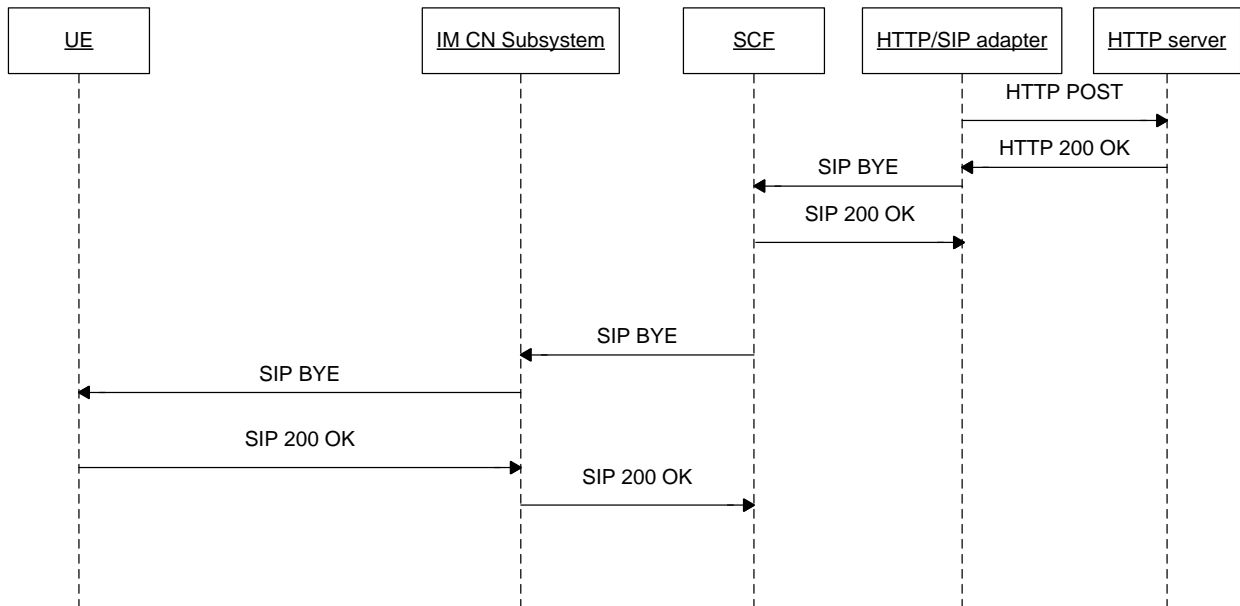 UE
IM CN Subsystem
SCF
HTTP/SIP adapter
HTTP server
HTTP POST
HTTP 200 OK
SIP BYE
SIP 200 OK
SIP BYE
SIP BYE
SIP 200 OK
SIP 200 OK